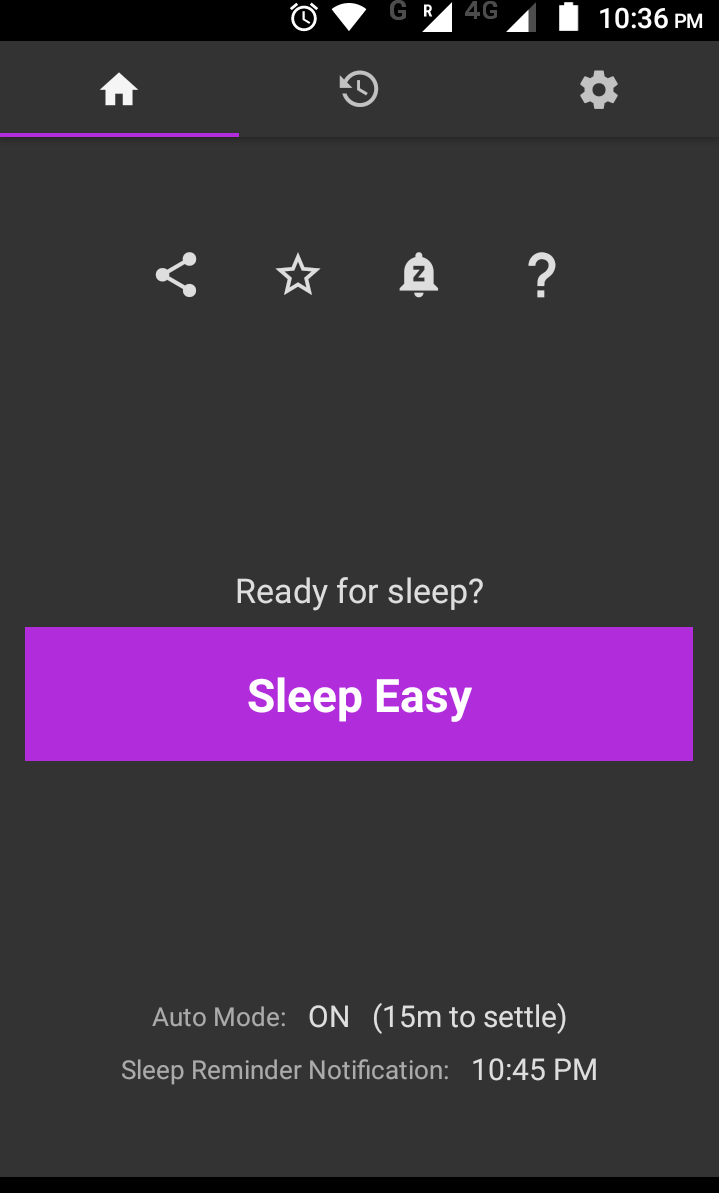 G R 4G 10:36 PM
Z
?
Ready for sleep?
Sleep Easy
Auto Mode: ON (15m to settle)
Sleep Reminder Notification: 10:45 PM